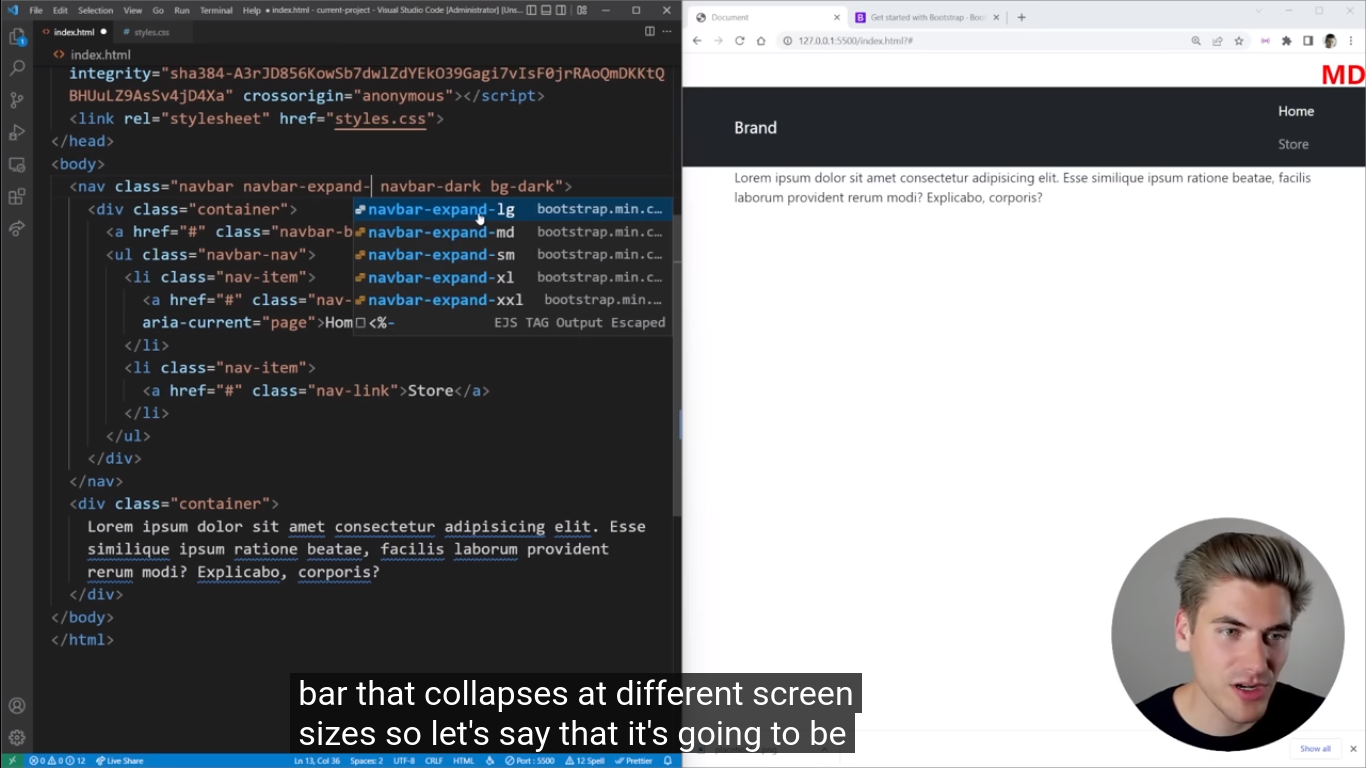 File Edit Selection View Go Run Terminal Help
● index.html - current-project - Visual Studio Code [Administrator] [Uns...
index.html ●
styles.css
<> index.html
integrity="sha384-A3rJD856KowSb7dwlZdYEkO39Gagi7vIsF0jrRAoQmDKKtQ
BHUuLZ9AsSv4jD4Xa" crossorigin="anonymous"></script>
<link rel="stylesheet" href="styles.css">
</head>
<body>
<nav class="navbar navbar-expand- navbar-dark bg-dark">
<div class="container">
<a href="#" class="navbar-b
<ul class="navbar-nav">
<li class="nav-item">
<a href="#" class="nav-
aria-current="page">Hom
</li>
<li class="nav-item">
<a href="#" class="nav-link">Store</a>
</li>
</ul>
</div>
</nav>
<div class="container">
Lorem ipsum dolor sit amet consectetur adipisicing elit. Esse
similique ipsum ratione beatae, facilis laborum provident
rerum modi? Explicabo, corporis?
</div>
</body>
</html>
navbar-expand-lg bootstrap.min.c...
navbar-expand-md bootstrap.min.c...
navbar-expand-sm bootstrap.min.c...
navbar-expand-xl bootstrap.min.c...
navbar-expand-xxl bootstrap.min....
<%- EJS TAG Output Escaped
0 0 12 Live Share
Ln 13, Col 36 Spaces: 2 UTF-8 CRLF HTML Port : 5500 12 Spell Prettier
Document
Get started with Bootstrap · Boo
127.0.0.1:5500/index.html?#
MD
Brand
Home
Store
Lorem ipsum dolor sit amet consectetur adipisicing elit. Esse similique ipsum ratione beatae, facilis
laborum provident rerum modi? Explicabo, corporis?
Show all
bar that collapses at different screen
sizes so let's say that it's going to be